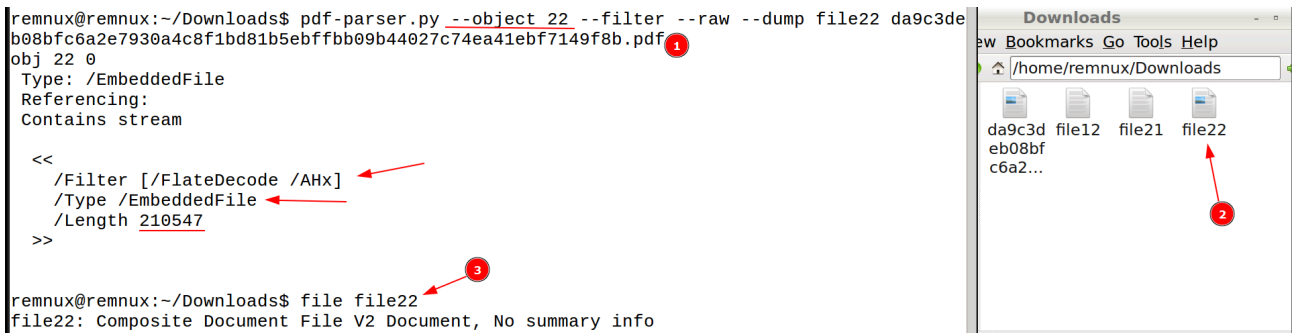 remnux@remnux:~/Downloads$ pdf-parser.py --object 22 --filter --raw --dump file22 da9c3de
b08bfc6a2e7930a4c8f1bd81b5ebffbb09b44027c74ea41ebf7149f8b.pdf
1
obj 22 0
Type: /EmbeddedFile
Referencing:
Contains stream
<<
/Filter [/FlateDecode /AHx]
/Type /EmbeddedFile
/Length 210547
>>
3
remnux@remnux:~/Downloads$ file file22
file22: Composite Document File V2 Document, No summary info
Downloads
ew Bookmarks Go Tools Help
/home/remnux/Downloads
da9c3d file12 file21 file22
eb08bf
c6a2...
2